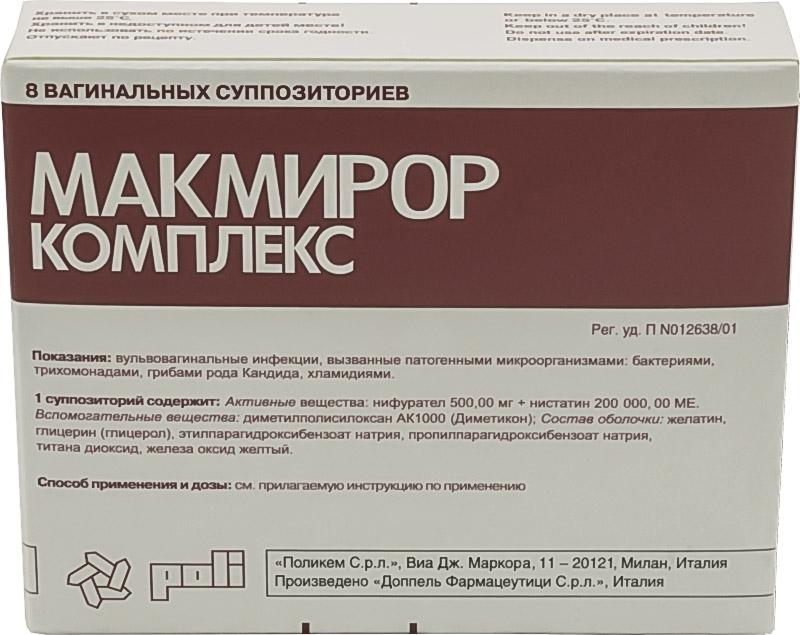 Хранить в сухом месте при температуре
не выше 25°C.
Хранить в недоступном для детей месте!
Не использовать по истечении срока годности.
Отпускают по рецепту.
Keep in a dry place at temperature
or below 25°C.
Keep out of the reach of children!
Do not use after expiration date.
Dispense on medical prescription.
8 ВАГИНАЛЬНЫХ СУППОЗИТОРИЕВ
МАКМИРОР
КОМПЛЕКС
Рег. уд. П N012638/01
Показания: вульвовагинальные инфекции, вызванные патогенными микроорганизмами: бактериями,
трихомонадами, грибами рода Кандида, хламидиями.
1 суппозиторий содержит: Активные вещества: нифурател 500,00 мг + нистатин 200 000, 00 МЕ.
Вспомогательные вещества: диметилполисилоксан АК1000 (Диметикон); Состав оболочки: желатин,
глицерин (глицерол), этилпарагидроксибензоат натрия, пропилпарагидроксибензоат натрия,
титана диоксид, железа оксид желтый.
Способ применения и дозы: см. прилагаемую инструкцию по применению
poli
«Поликем С.р.л.», Виа Дж. Маркора, 11 – 20121, Милан, Италия
Произведено «Доппель Фармацеутици С.р.л.», Италия